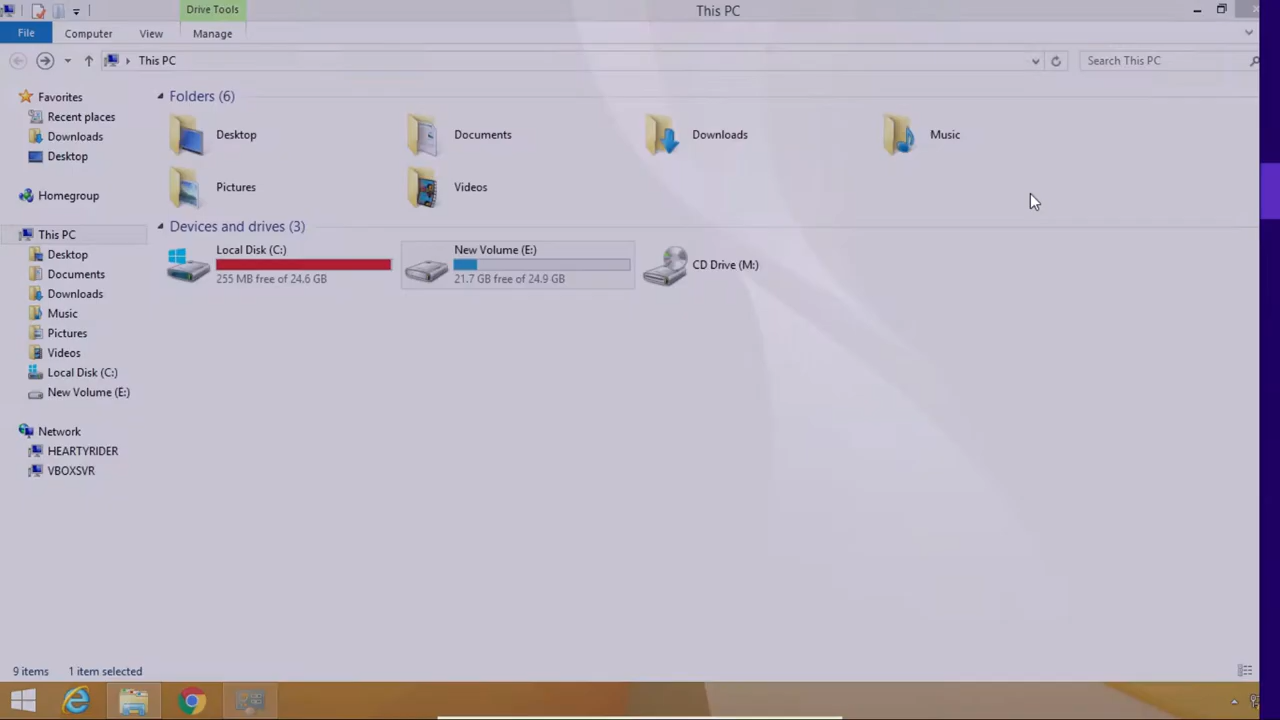 Drive Tools
This PC
File
Computer
View
Manage
This PC
Search This PC
Favorites
Recent places
Downloads
Desktop
Homegroup
This PC
Desktop
Documents
Downloads
Music
Pictures
Videos
Local Disk (C:)
New Volume (E:)
Network
HEARTYRIDER
VBOXSVR
Folders (6)
Desktop
Documents
Downloads
Music
Pictures
Videos
Devices and drives (3)
Local Disk (C:)
255 MB free of 24.6 GB
New Volume (E:)
21.7 GB free of 24.9 GB
CD Drive (M:)
9 items
1 item selected